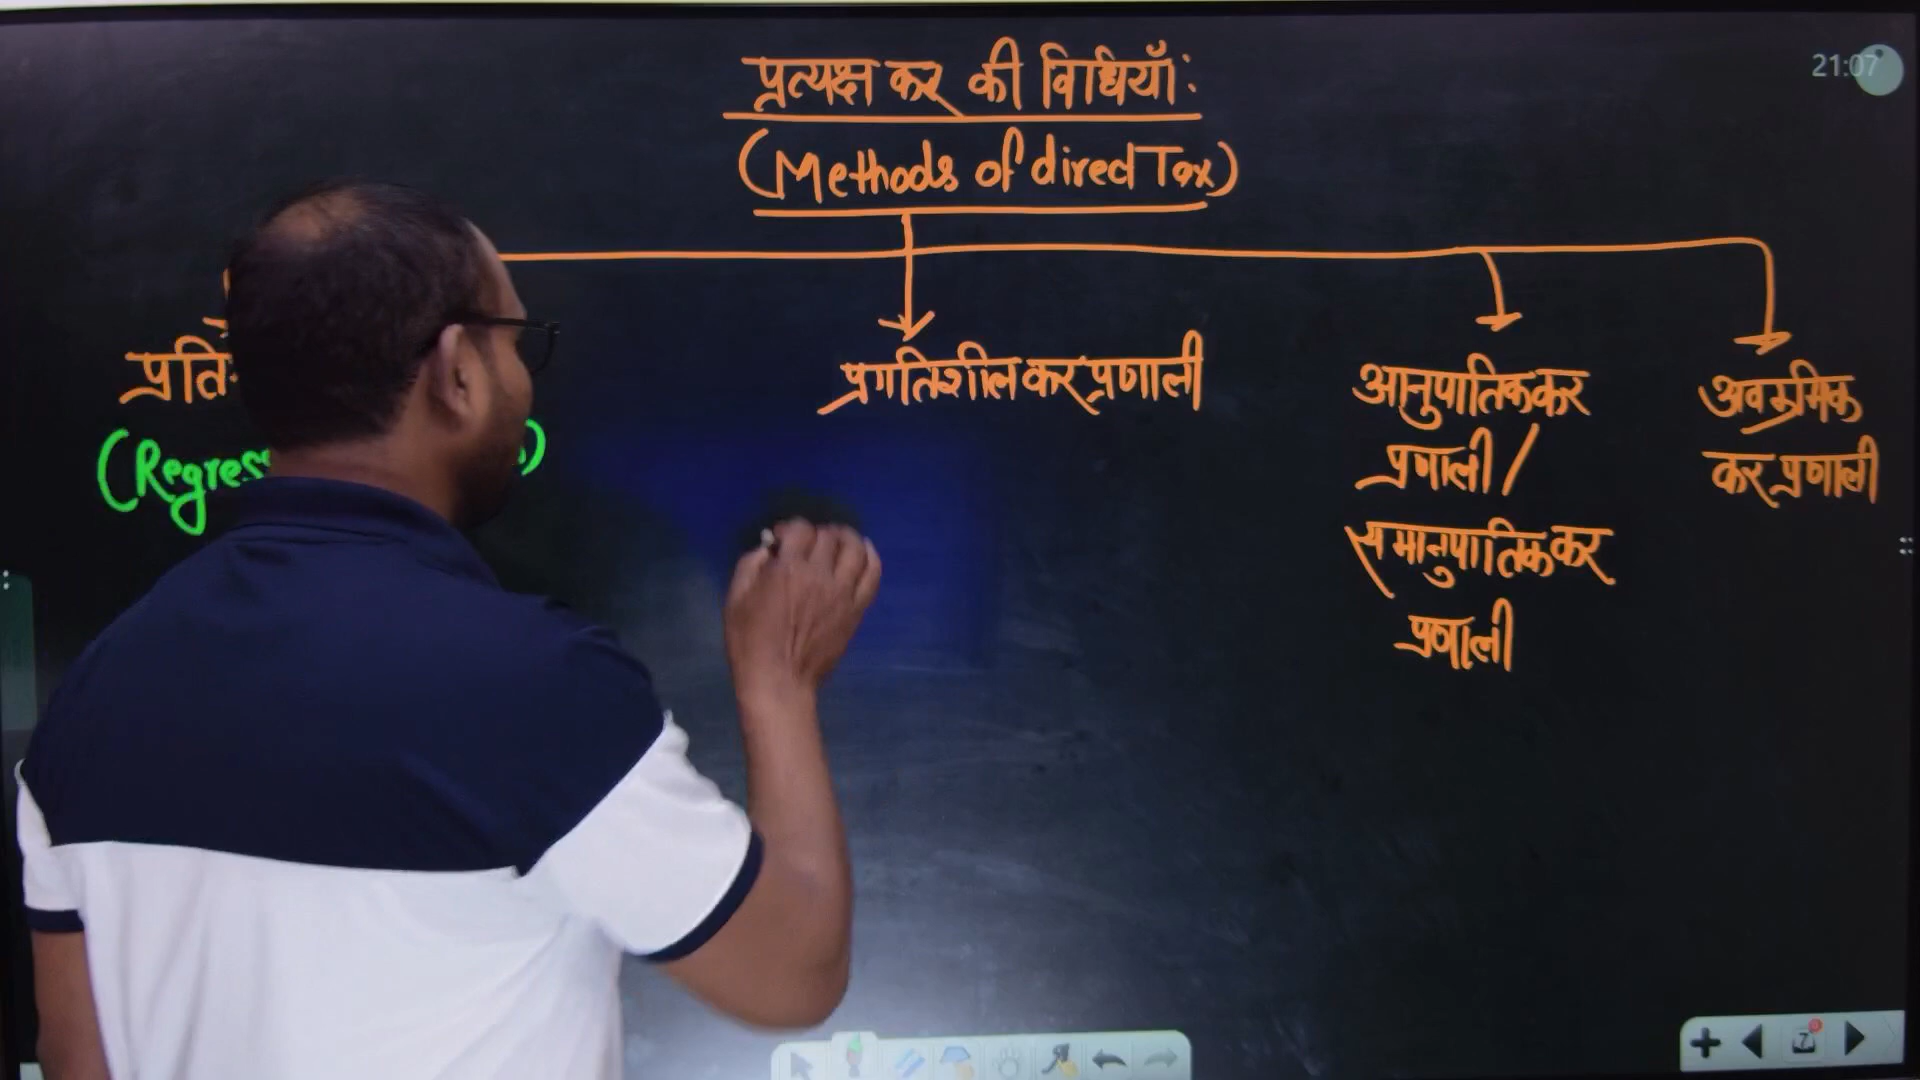 प्रत्यक्ष कर की विधियाँ:
(Methods of direct Tax)
21:07
प्रगतिशील कर प्रणाली
आनुपातिक कर
प्रणाली /
समानुपातिक कर
प्रणाली
अवक्रमिक
कर प्रणाली
7